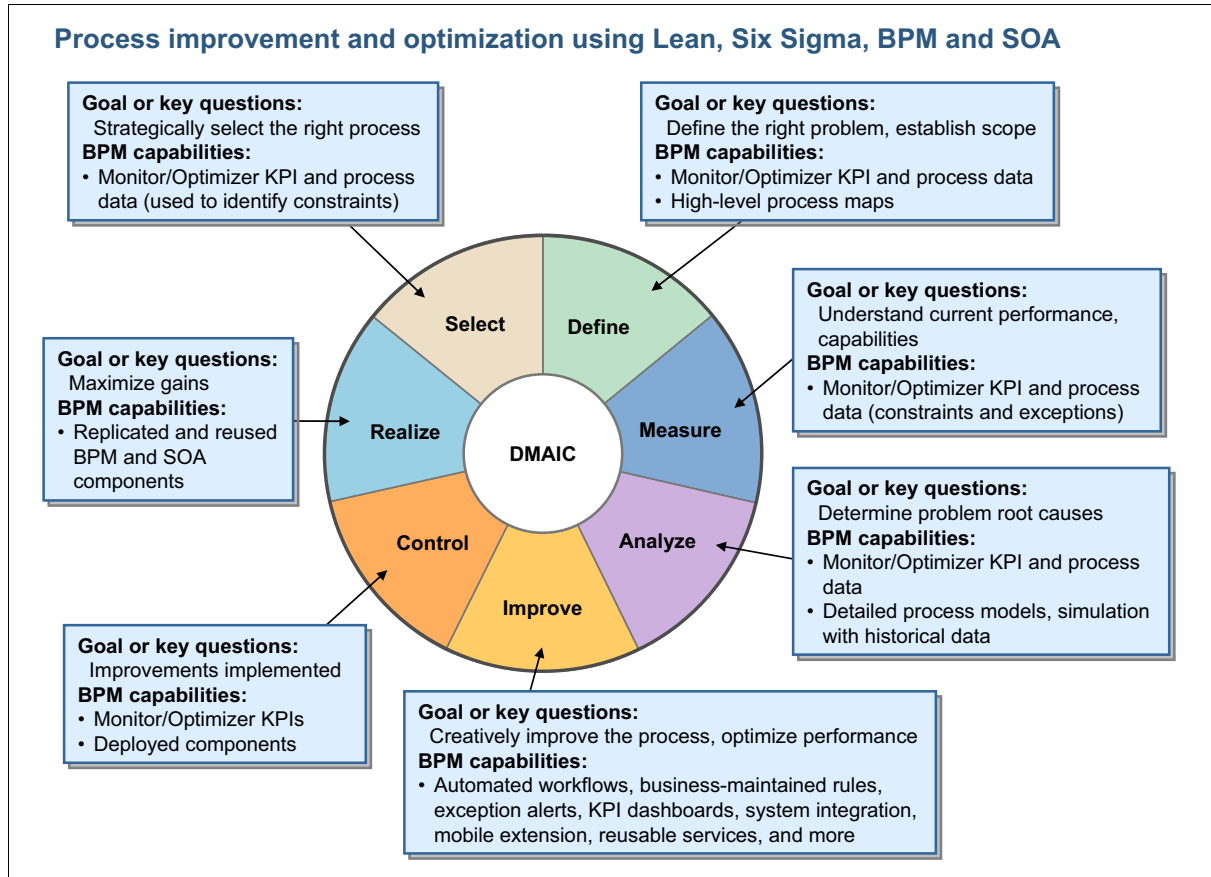 Process improvement and optimization using Lean, Six Sigma, BPM and SOA
Goal or key questions:
Strategically select the right process
BPM capabilities:
• Monitor/Optimizer KPI and process
data (used to identify constraints)
Goal or key questions:
Define the right problem, establish scope
BPM capabilities:
• Monitor/Optimizer KPI and process data
• High-level process maps
Goal or key questions:
Understand current performance,
capabilities
BPM capabilities:
• Monitor/Optimizer KPI and process
data (constraints and exceptions)
Goal or key questions:
Determine problem root causes
BPM capabilities:
• Monitor/Optimizer KPI and process
data
• Detailed process models, simulation
with historical data
Goal or key questions:
Creatively improve the process, optimize performance
BPM capabilities:
• Automated workflows, business-maintained rules,
exception alerts, KPI dashboards, system integration,
mobile extension, reusable services, and more
Goal or key questions:
Improvements implemented
BPM capabilities:
• Monitor/Optimizer KPIs
• Deployed components
Goal or key questions:
Maximize gains
BPM capabilities:
• Replicated and reused
BPM and SOA
components
Select
Define
Measure
Analyze
Improve
Control
Realize
DMAIC